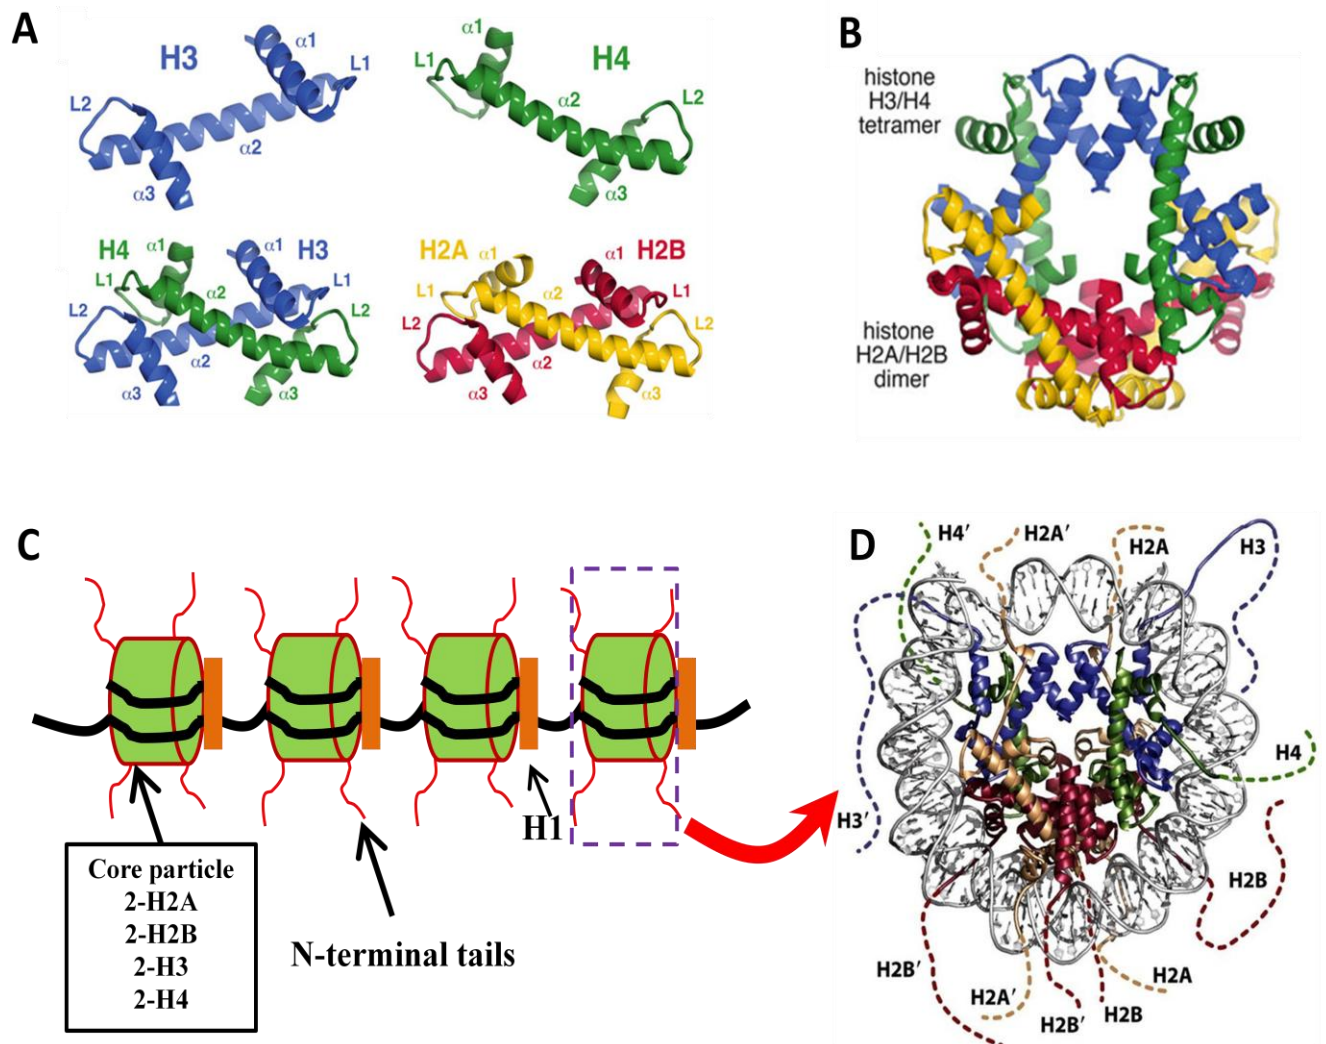 A
H3
α1
L1
L2
α2
α3
α1
L1
H4
α2
L2
α3
H4
α1
α1
H3
L1
α2
L1
L2
L2
α2
α3
α3
H2A
α1
α1
H2B
L1
α2
L1
L2
L2
α2
α3
α3
B
histone
H3/H4
tetramer
histone
H2A/H2B
dimer
C
H1
Core particle
2-H2A
2-H2B
2-H3
2-H4
N-terminal tails
D
H4′
H2A′
H2A
H3
H4
H3′
H2B
H2B′
H2A′
H2B′
H2B
H2A